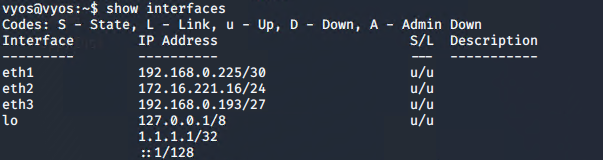 vyos@vyos:~$ show interfaces
Codes: S - State, L - Link, u - Up, D - Down, A - Admin Down
Interface        IP Address                        S/L  Description
---------        ----------                        ---  -----------
eth1             192.168.0.225/30                  u/u
eth2             172.16.221.16/24                  u/u
eth3             192.168.0.193/27                  u/u
lo               127.0.0.1/8                       u/u
                 1.1.1.1/32
                 ::1/128